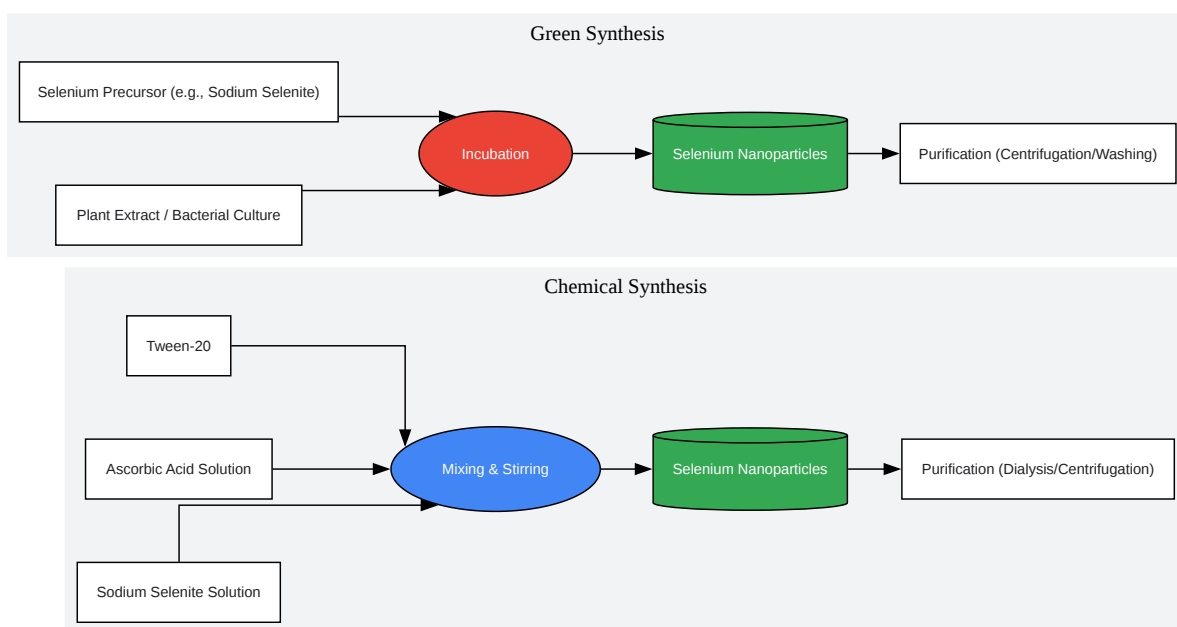 Green Synthesis
Selenium Precursor (e.g., Sodium Selenite)
Plant Extract / Bacterial Culture
Incubation
Selenium Nanoparticles
Purification (Centrifugation/Washing)
Chemical Synthesis
Tween-20
Ascorbic Acid Solution
Sodium Selenite Solution
Mixing & Stirring
Selenium Nanoparticles
Purification (Dialysis/Centrifugation)